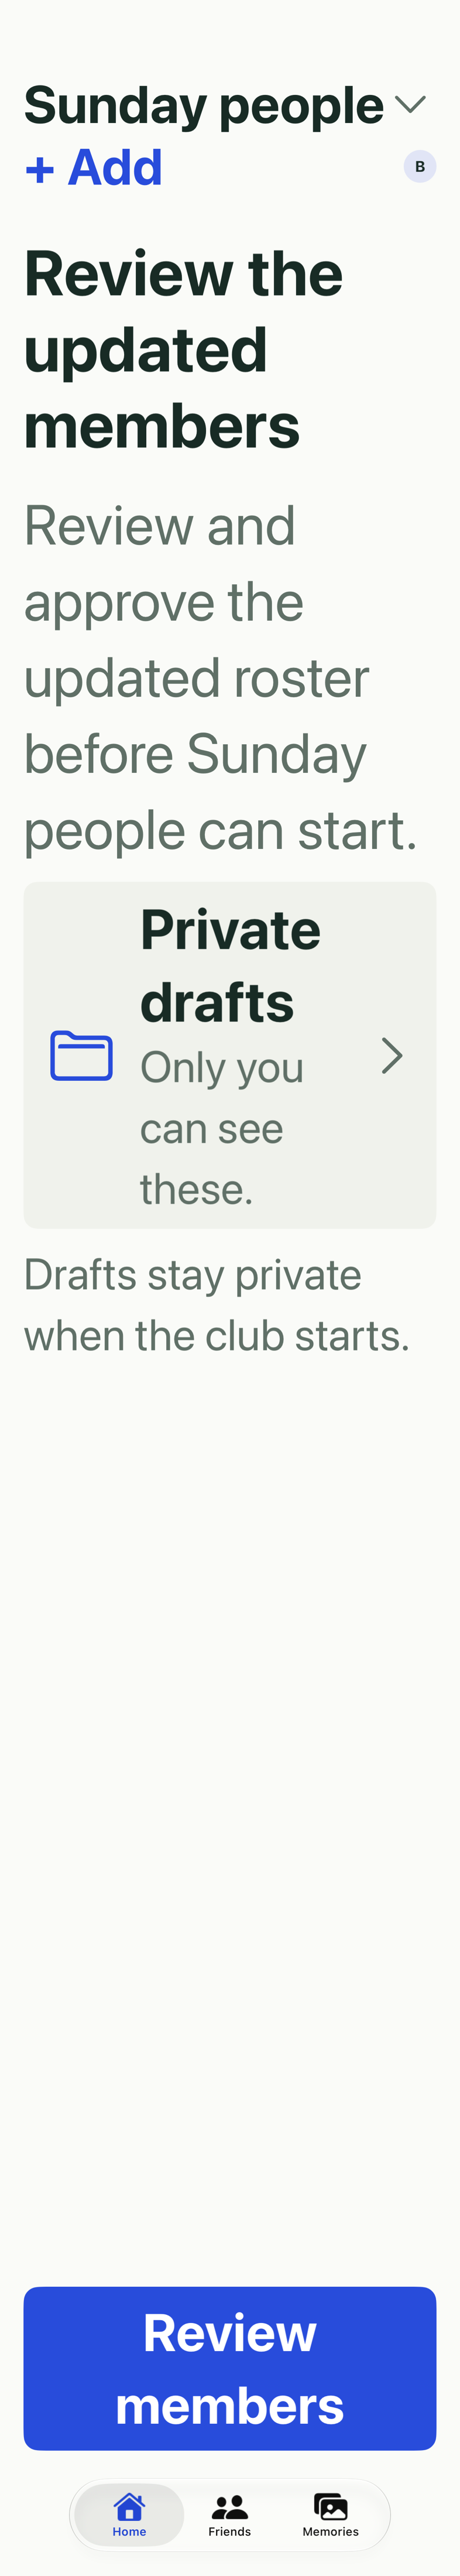 Sunday people
+ Add
B
Review the
updated
members
Review and
approve the
updated roster
before Sunday
people can start.
Private
drafts
Only you
can see
these.
Drafts stay private
when the club starts.
Review
members
Home
Friends
Memories